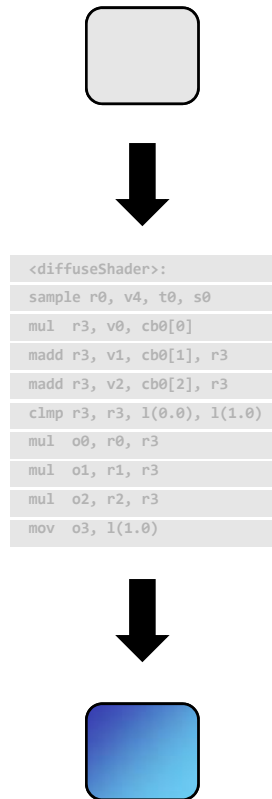 <diffuseShader>:
sample r0, v4, t0, s0
mul  r3, v0, cb0[0]
madd r3, v1, cb0[1], r3
madd r3, v2, cb0[2], r3
clmp r3, r3, l(0.0), l(1.0)
mul  o0, r0, r3
mul  o1, r1, r3
mul  o2, r2, r3
mov  o3, l(1.0)